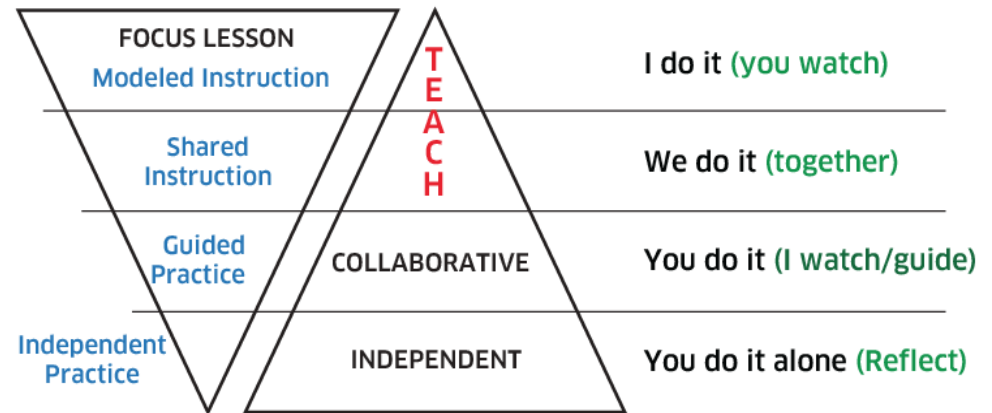 FOCUS LESSON
Modeled Instruction
T
E
A
C
H
I do it (you watch)
Shared
Instruction
We do it (together)
Guided
Practice
COLLABORATIVE
You do it (I watch/guide)
Independent
Practice
INDEPENDENT
You do it alone (Reflect)